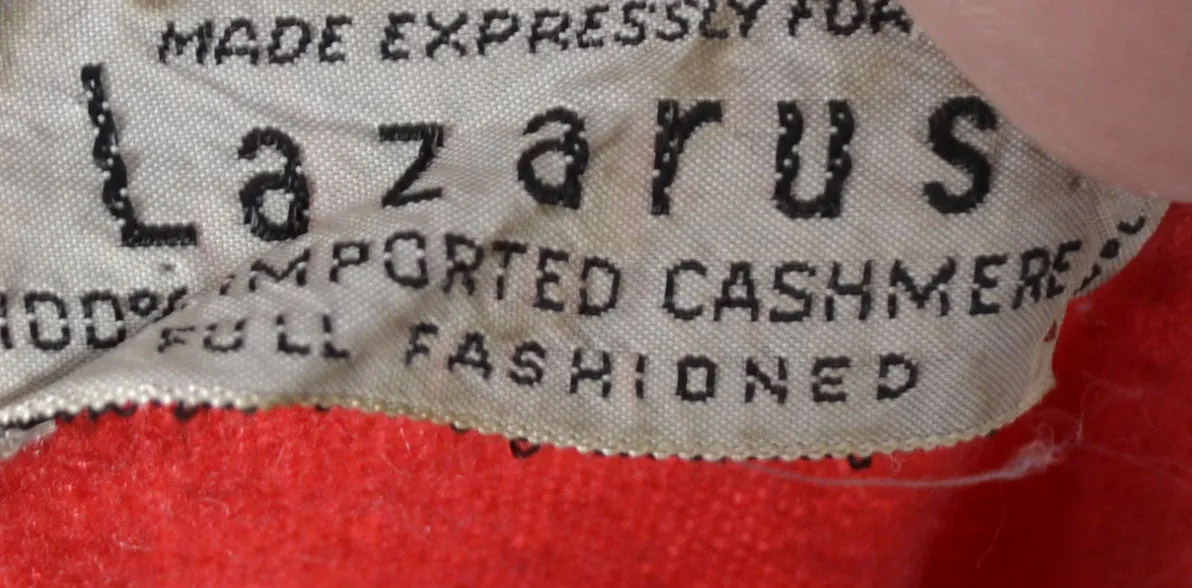 MADE EXPRESSLY FOR
Lazarus
100% IMPORTED CASHMERE
FULL FASHIONED